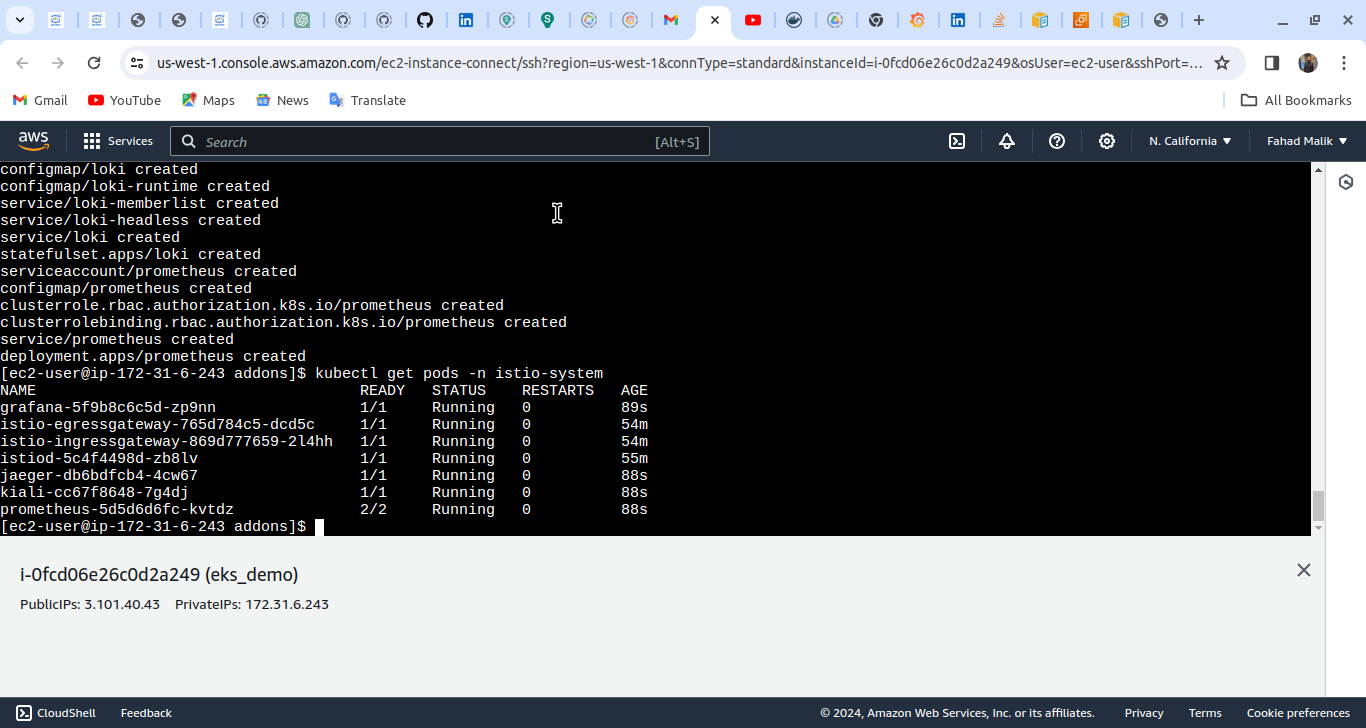 us-west-1.console.aws.amazon.com/ec2-instance-connect/ssh?region=us-west-1&connType=standard&instanceId=i-0fcd06e26c0d2a249&osUser=ec2-user&sshPort=...
Gmail YouTube Maps News Translate All Bookmarks
aws Services Search [Alt+S] N. California Fahad Malik
configmap/loki created
configmap/loki-runtime created
service/loki-memberlist created
service/loki-headless created
service/loki created
statefulset.apps/loki created
serviceaccount/prometheus created
configmap/prometheus created
clusterrole.rbac.authorization.k8s.io/prometheus created
clusterrolebinding.rbac.authorization.k8s.io/prometheus created
service/prometheus created
deployment.apps/prometheus created
[ec2-user@ip-172-31-6-243 addons]$ kubectl get pods -n istio-system
NAME READY STATUS RESTARTS AGE
grafana-5f9b8c6c5d-zp9nn 1/1 Running 0 89s
istio-egressgateway-765d784c5-dcd5c 1/1 Running 0 54m
istio-ingressgateway-869d777659-2l4hh 1/1 Running 0 54m
istiod-5c4f4498d-zb8lv 1/1 Running 0 55m
jaeger-db6bdfcb4-4cw67 1/1 Running 0 88s
kiali-cc67f8648-7g4dj 1/1 Running 0 88s
prometheus-5d5d6d6fc-kvtdz 2/2 Running 0 88s
[ec2-user@ip-172-31-6-243 addons]$
i-0fcd06e26c0d2a249 (eks_demo)
PublicIPs: 3.101.40.43 PrivateIPs: 172.31.6.243
CloudShell Feedback © 2024, Amazon Web Services, Inc. or its affiliates. Privacy Terms Cookie preferences